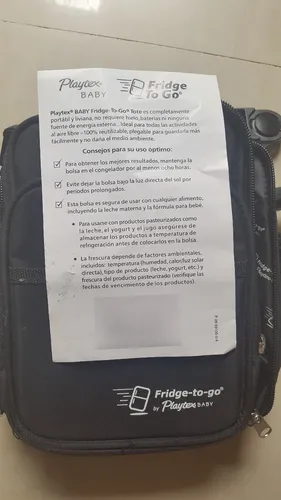 Playtex BABY Fridge To Go®
Playtex® BABY Fridge-To-Go® Tote es completamente
portátil y liviana, no requiere hielo, baterías ni ninguna
fuente de energía externa... ideal para todas las actividades
al aire libre –100% reutilizable, plegable para guardarla más
fácilmente y no daña al medio ambiente.
Consejos para su uso óptimo:
Para obtener los mejores resultados, mantenga la
bolsa en el congelador por al menos ocho horas.
Evite dejar la bolsa bajo la luz directa del sol por
períodos prolongados.
Esta bolsa es segura de usar con cualquier alimento,
incluyendo la leche materna y la fórmula para bebé.
• Para usarse con productos pasteurizados como
la leche, el yogurt y el jugo asegúrese de
almacenar los productos a temperatura de
refrigeración antes de colocarlos en la bolsa.
• La frescura depende de factores ambientales,
incluidos: temperatura (humedad, calor/luz solar
directa), tipo de producto (leche, yogurt, etc.) y
frescura del producto pasteurizado (verifique las
fechas de vencimiento de los productos).
Fridge-to-go®
by Playtex BABY